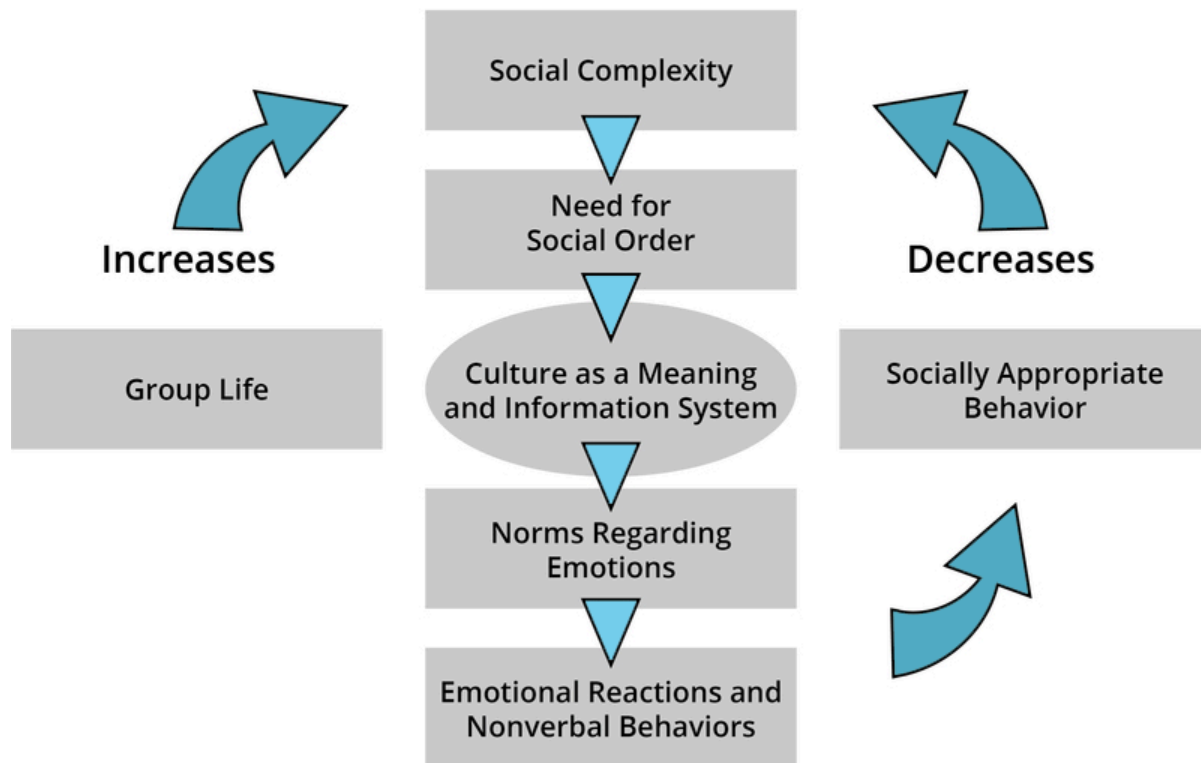 Social Complexity
Need for
Social Order
Increases
Decreases
Group Life
Culture as a Meaning
and Information System
Socially Appropriate
Behavior
Norms Regarding
Emotions
Emotional Reactions and
Nonverbal Behaviors